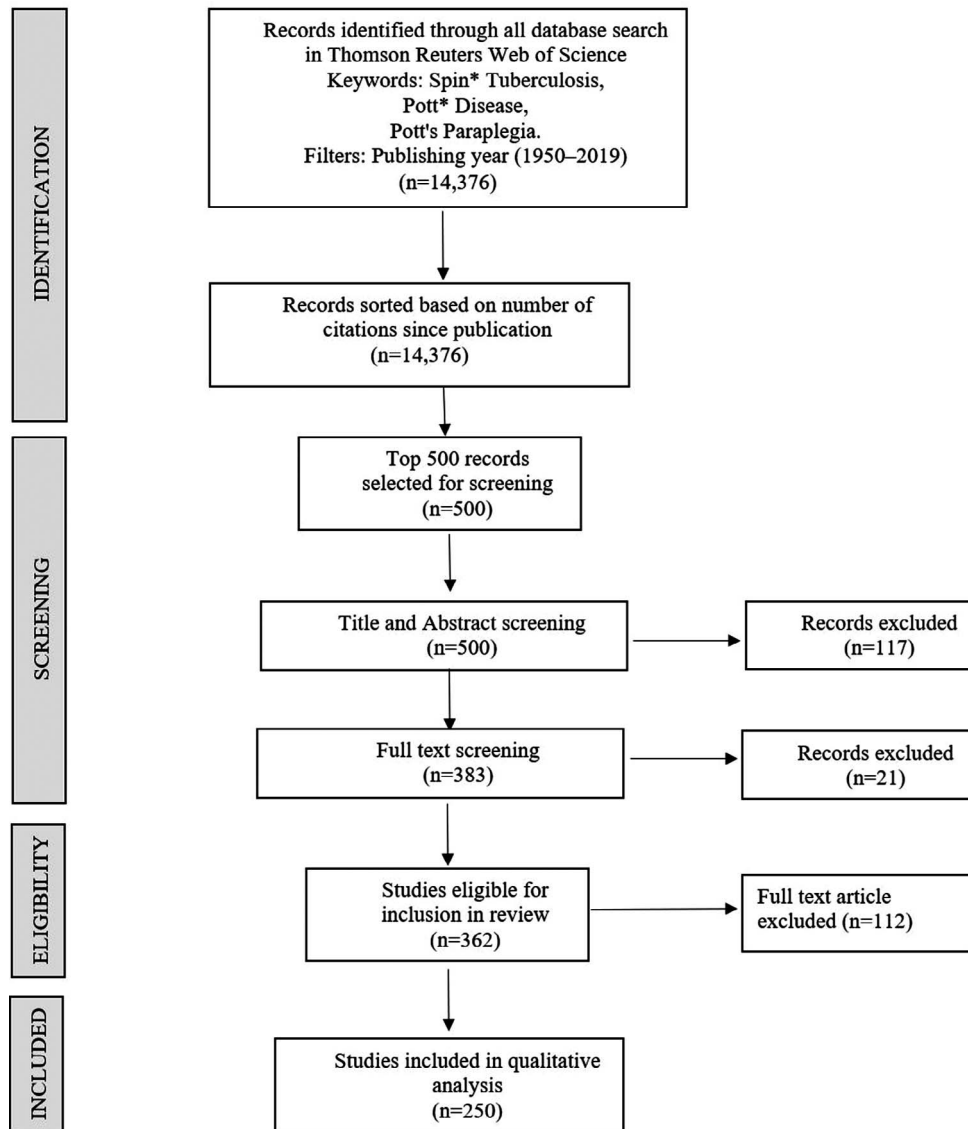 IDENTIFICATION
Records identified through all database search
in Thomson Reuters Web of Science
Keywords: Spin* Tuberculosis,
Pott* Disease,
Pott's Paraplegia.
Filters: Publishing year (1950–2019)
(n=14,376)
Records sorted based on number of
citations since publication
(n=14,376)
SCREENING
Top 500 records
selected for screening
(n=500)
Title and Abstract screening
(n=500)
Records excluded
(n=117)
Full text screening
(n=383)
Records excluded
(n=21)
ELIGIBILITY
Studies eligible for
inclusion in review
(n=362)
Full text article
excluded (n=112)
INCLUDED
Studies included in qualitative
analysis
(n=250)